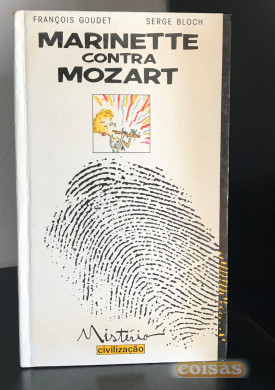 FRANÇOIS GOUDET SERGE BLOCH
MARINETTE
CONTRA
MOZART
Mistério
civilização
coisas